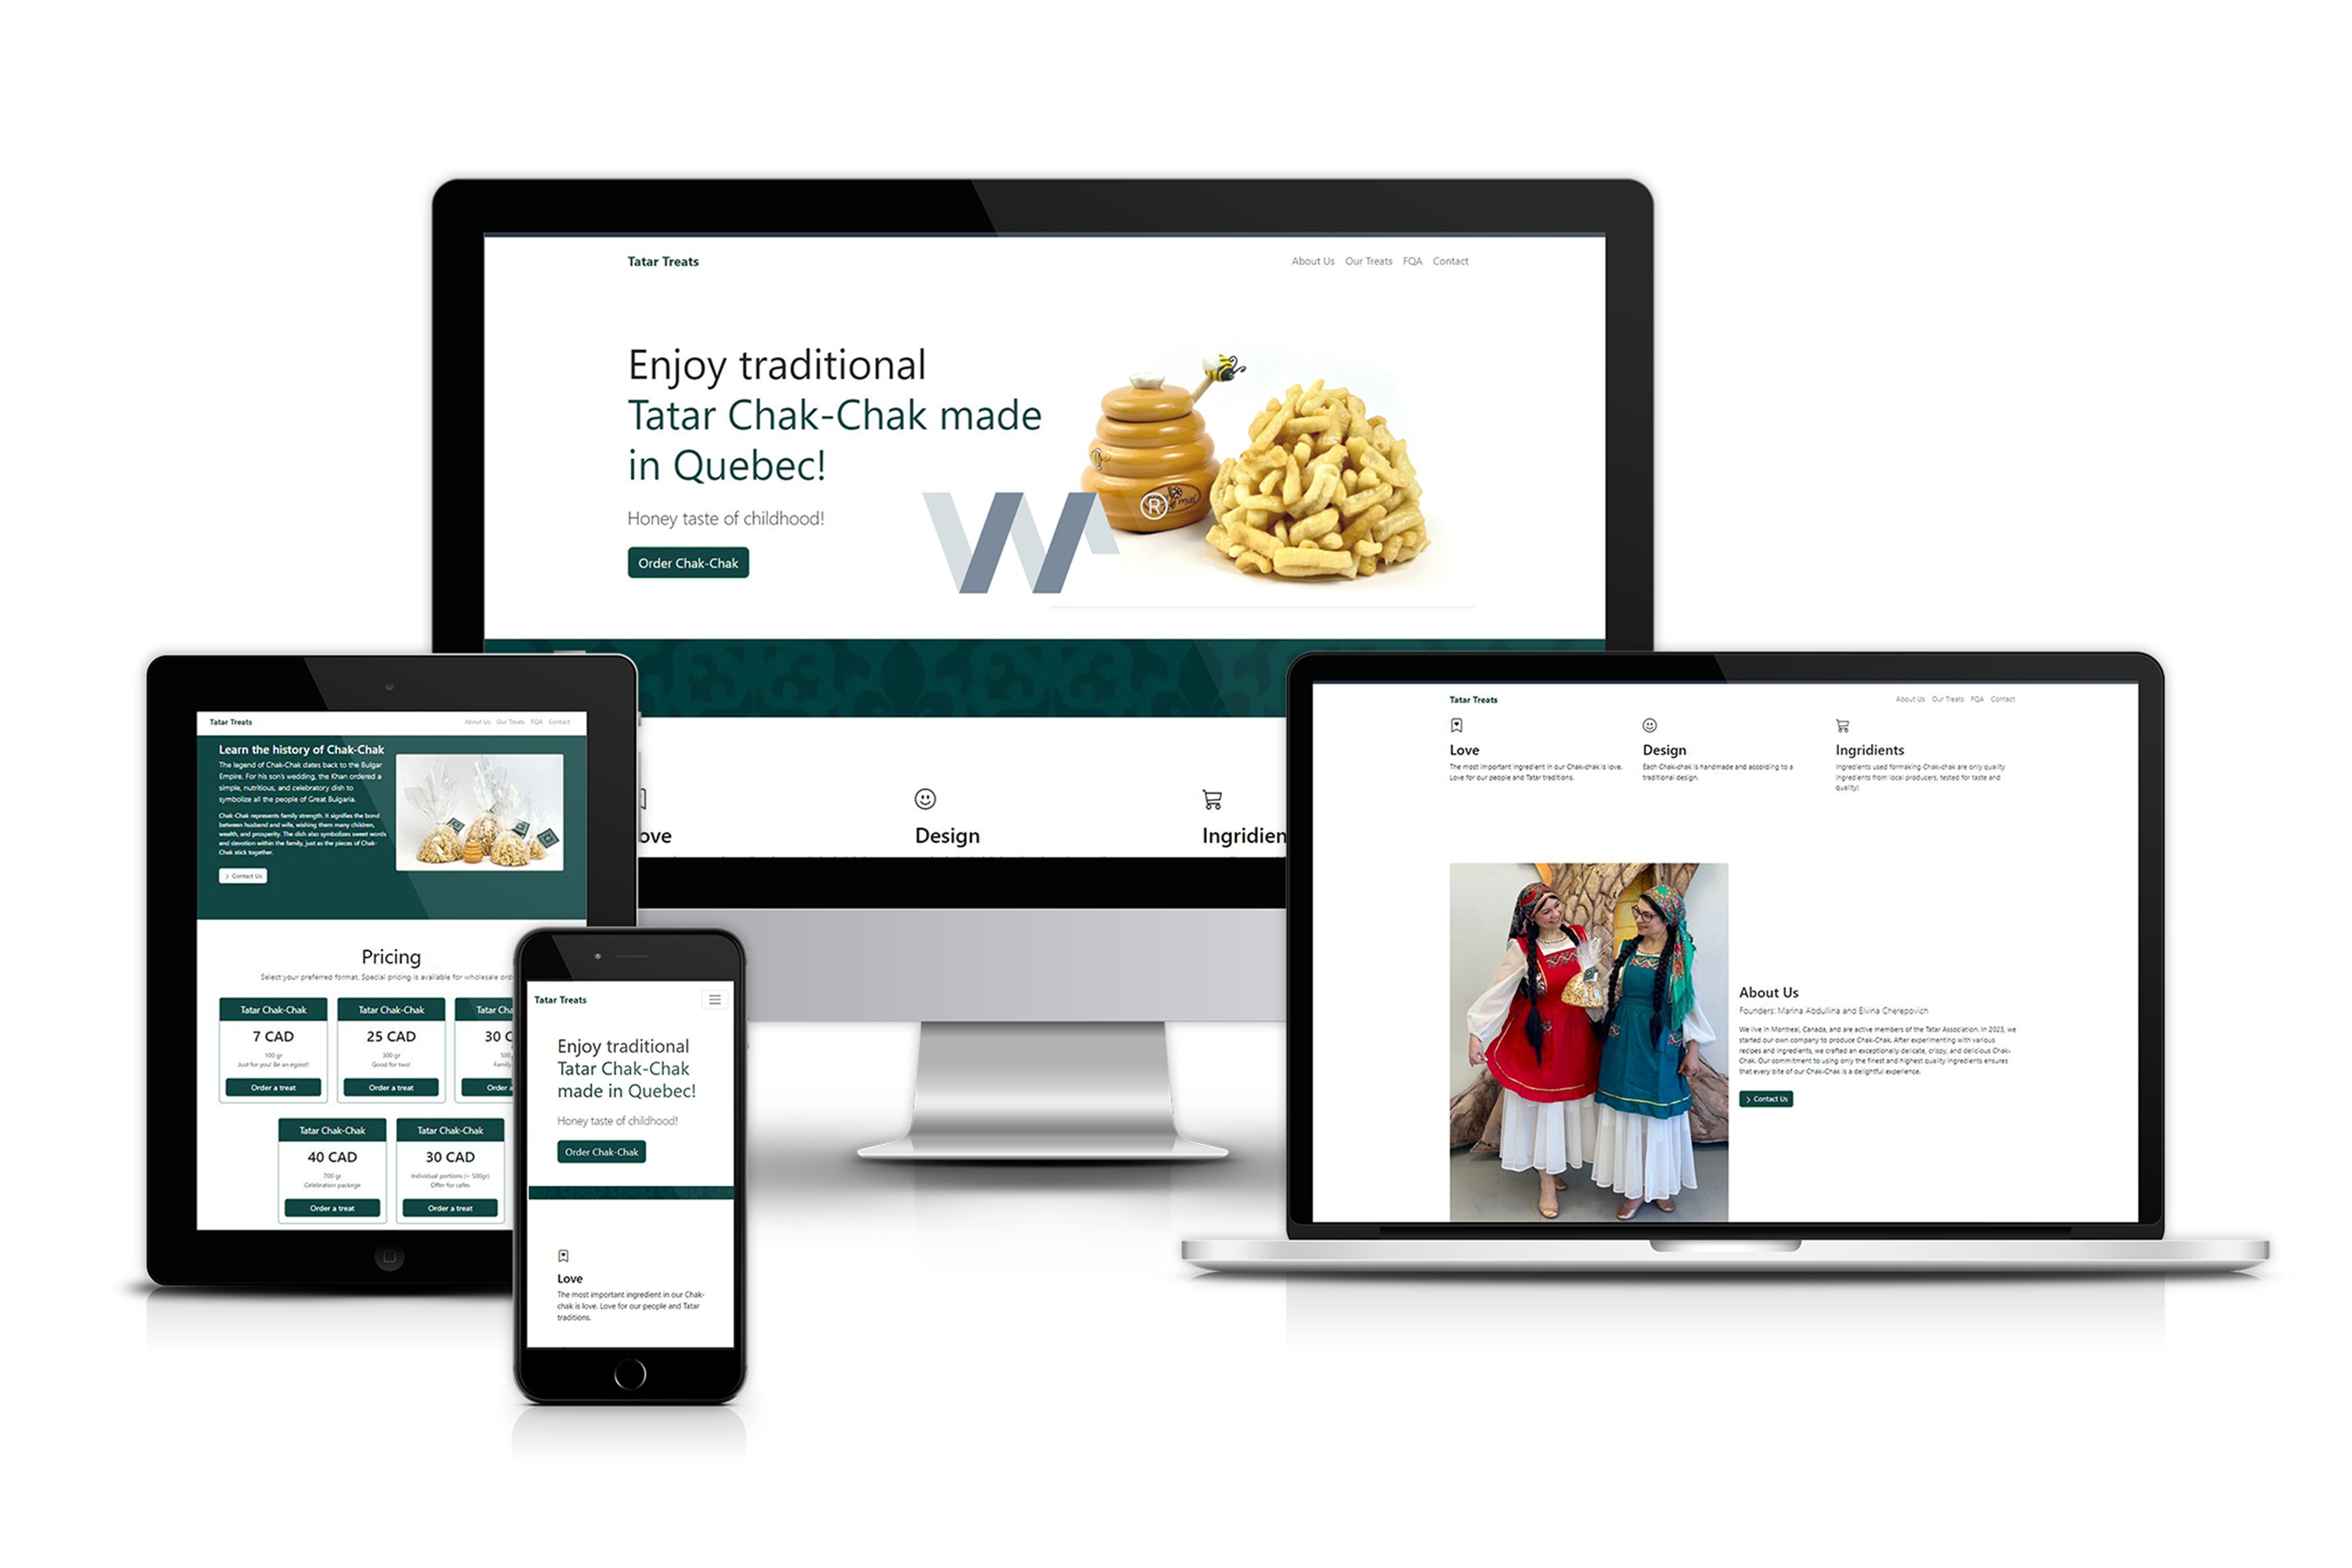 Tatar Treats
About Us Our Treats FQA Contact
Enjoy traditional
Tatar Chak-Chak made
in Quebec!
Honey taste of childhood!
Order Chak-Chak
W ®
miel
ove
Design
Ingridien
Tatar Treats
About Us Our Treats FQA Contact
Learn the history of Chak-Chak
The legend of Chak-Chak dates back to the Bulgar
Empire. For his son's wedding, the Khan ordered a
simple, nutritious, and celebratory dish to
symbolize all the people of Great Bulgaria.
Chak-Chak represents family strength. It signifies the bond
between husband and wife, wishing them many children,
wealth, and prosperity. The dish also symbolizes sweet words
and devotion within the family, just as the pieces of Chak-
Chak stick together.
Contact Us
Pricing
Select your preferred format. Special pricing is available for wholesale ord
Tatar Chak-Chak
7 CAD
100 gr
Just for you! Be an egoist!
Order a treat
Tatar Chak-Chak
25 CAD
300 gr
Good for two!
Order a treat
Tatar Cha
30 C
500
Family
Order a
Tatar Chak-Chak
40 CAD
700 gr
Celebration packege
Order a treat
Tatar Chak-Chak
30 CAD
Individual portions (~ 500gr)
Offer for cafes
Order a treat
Tatar Treats
Enjoy traditional
Tatar Chak-Chak
made in Quebec!
Honey taste of childhood!
Order Chak-Chak
Love
The most important ingredient in our Chak-
chak is love. Love for our people and Tatar
traditions.
Tatar Treats
About Us Our Treats FQA Contact
Love
The most important ingredient in our Chak-chak is love.
Love for our people and Tatar traditions.
Design
Each Chak-chak is handmade and according to a
traditional design.
Ingridients
Ingredients used formaking Chak-chak are only quality
ingredients from local producers, tested for taste and
quality!
About Us
Founders: Marina Abdullina and Elvina Cherepovich
We live in Montreal, Canada, and are active members of the Tatar Association. In 2023, we
started our own company to produce Chak-Chak. After experimenting with various
recipes and ingredients, we crafted an exceptionally delicate, crispy, and delicious Chak-
Chak. Our commitment to using only the finest and highest quality ingredients ensures
that every bite of our Chak-Chak is a delightful experience.
Contact Us